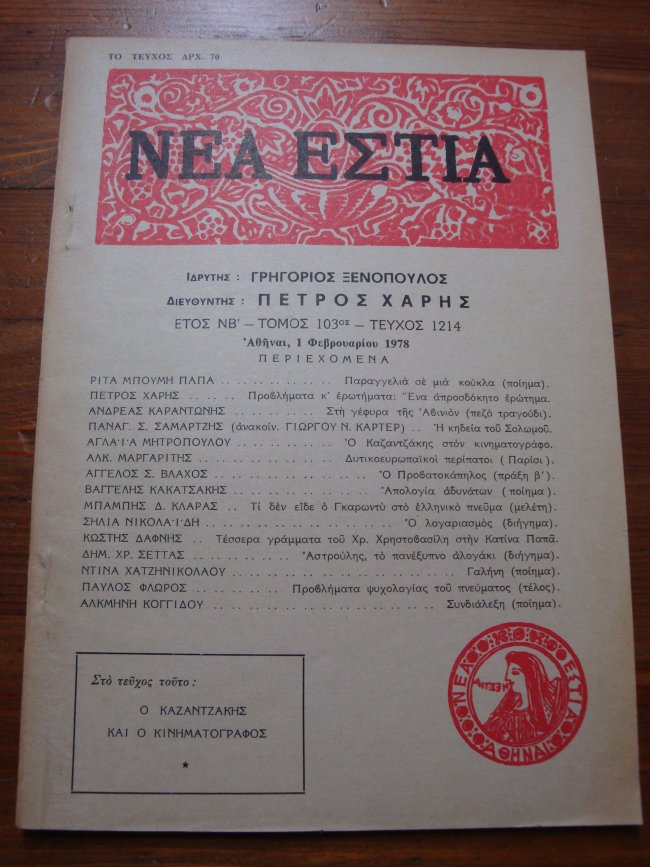 ΤΟ ΤΕΥΧΟΣ ΔΡΧ. 70
ΝΕΑ ΕΣΤΙΑ
ΙΔΡΥΤΗΣ : ΓΡΗΓΟΡΙΟΣ ΞΕΝΟΠΟΥΛΟΣ
ΔΙΕΥΘΥΝΤΗΣ : ΠΕΤΡΟΣ ΧΑΡΗΣ
ΕΤΟΣ ΝΒ' — ΤΟΜΟΣ 103ος — ΤΕΥΧΟΣ 1214
Ἀθῆναι, 1 Φεβρουαρίου 1978
ΠΕΡΙΕΧΟΜΕΝΑ
ΡΙΤΑ ΜΠΟΥΜΗ ΠΑΠΑ . . . . . . . . . . . . . Παραγγελιὰ σὲ μιὰ κούκλα (ποίημα).
ΠΕΤΡΟΣ ΧΑΡΗΣ . . . . . Προβλήματα κ' ἐρωτήματα: Ἕνα ἀπροσδόκητο ἐρώτημα.
ΑΝΔΡΕΑΣ ΚΑΡΑΝΤΩΝΗΣ . . . . . . . . . Στὴ γέφυρα τῆς Ἀβινιὸν (πεζὸ τραγούδι).
ΠΑΝΑΓ. Σ. ΣΑΜΑΡΤΖΗΣ (ἀνακοίν. ΓΙΩΡΓΟΥ Ν. ΚΑΡΤΕΡ) . . Ἡ κηδεία τοῦ Σολωμοῦ.
ΑΓΛΑ·Ι·Α ΜΗΤΡΟΠΟΥΛΟΥ . . . . . . . . . . . Ὁ Καζαντζάκης στὸν κινηματογράφο.
ΑΛΚ. ΜΑΡΓΑΡΙΤΗΣ . . . . . . . . . . . . . . Δυτικοευρωπαϊκοὶ περίπατοι (Παρίσι).
ΑΓΓΕΛΟΣ Σ. ΒΛΑΧΟΣ . . . . . . . . . . . . . . . . . . Ὁ Προβατοκάπηλος (πράξη β').
ΒΑΓΓΕΛΗΣ ΚΑΚΑΤΣΑΚΗΣ . . . . . . . . . . . . . . . . Ἀπολογία ἀδυνάτων (ποίημα).
ΜΠΑΜΠΗΣ Δ. ΚΛΑΡΑΣ . . Τί δὲν εἶδε ὁ Γκαρωντὺ στὸ ἑλληνικὸ πνεῦμα (μελέτη).
ΣΗΛΙΑ ΝΙΚΟΛΑ·Ι·ΔΗ . . . . . . . . . . . . . . . . . . . . Ὁ λογαριασμὸς (διήγημα).
ΚΩΣΤΗΣ ΔΑΦΝΗΣ . . Τέσσερα γράμματα τοῦ Χρ. Χρηστοβασίλη στὴν Κατίνα Παπᾶ.
ΔΗΜ. ΧΡ. ΣΕΤΤΑΣ . . . . . . . . . . Ἀστρούλης, τὸ πανέξυπνο ἀλογάκι (διήγημα).
ΝΤΙΝΑ ΧΑΤΖΗΝΙΚΟΛΑΟΥ . . . . . . . . . . . . . . . . . . . . . . . Γαλήνη (ποίημα).
ΠΑΥΛΟΣ ΦΛΩΡΟΣ . . . . . . . . . Προβλήματα ψυχολογίας τοῦ πνεύματος (τέλος).
ΑΛΚΜΗΝΗ ΚΟΓΓΙΔΟΥ . . . . . . . . . . . . . . . . . . . . . . . Συνδιάλεξη (ποίημα).
Στὸ τεῦχος τοῦτο :
Ο ΚΑΖΑΝΤΖΑΚΗΣ
ΚΑΙ Ο ΚΙΝΗΜΑΤΟΓΡΑΦΟΣ
ΝΕΑ ΕΣΤΙΑ
ΑΘΗΝΑΙ